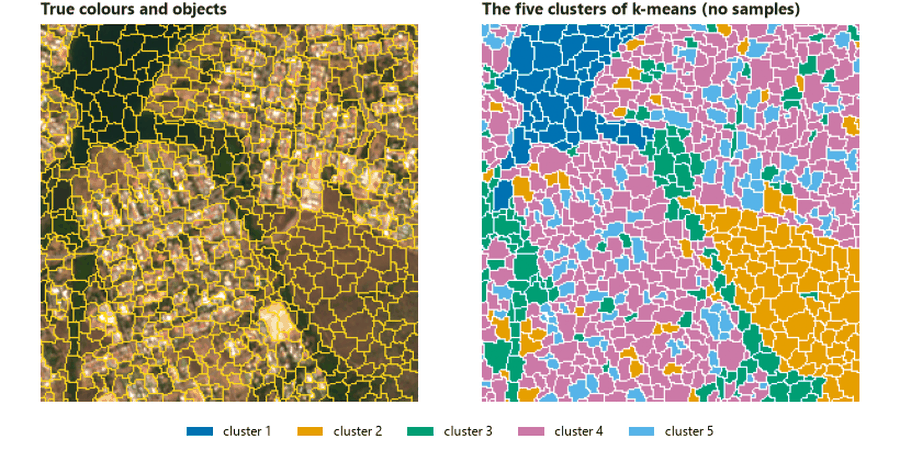 True colours and objects
The five clusters of k-means (no samples)
cluster 1
cluster 2
cluster 3
cluster 4
cluster 5